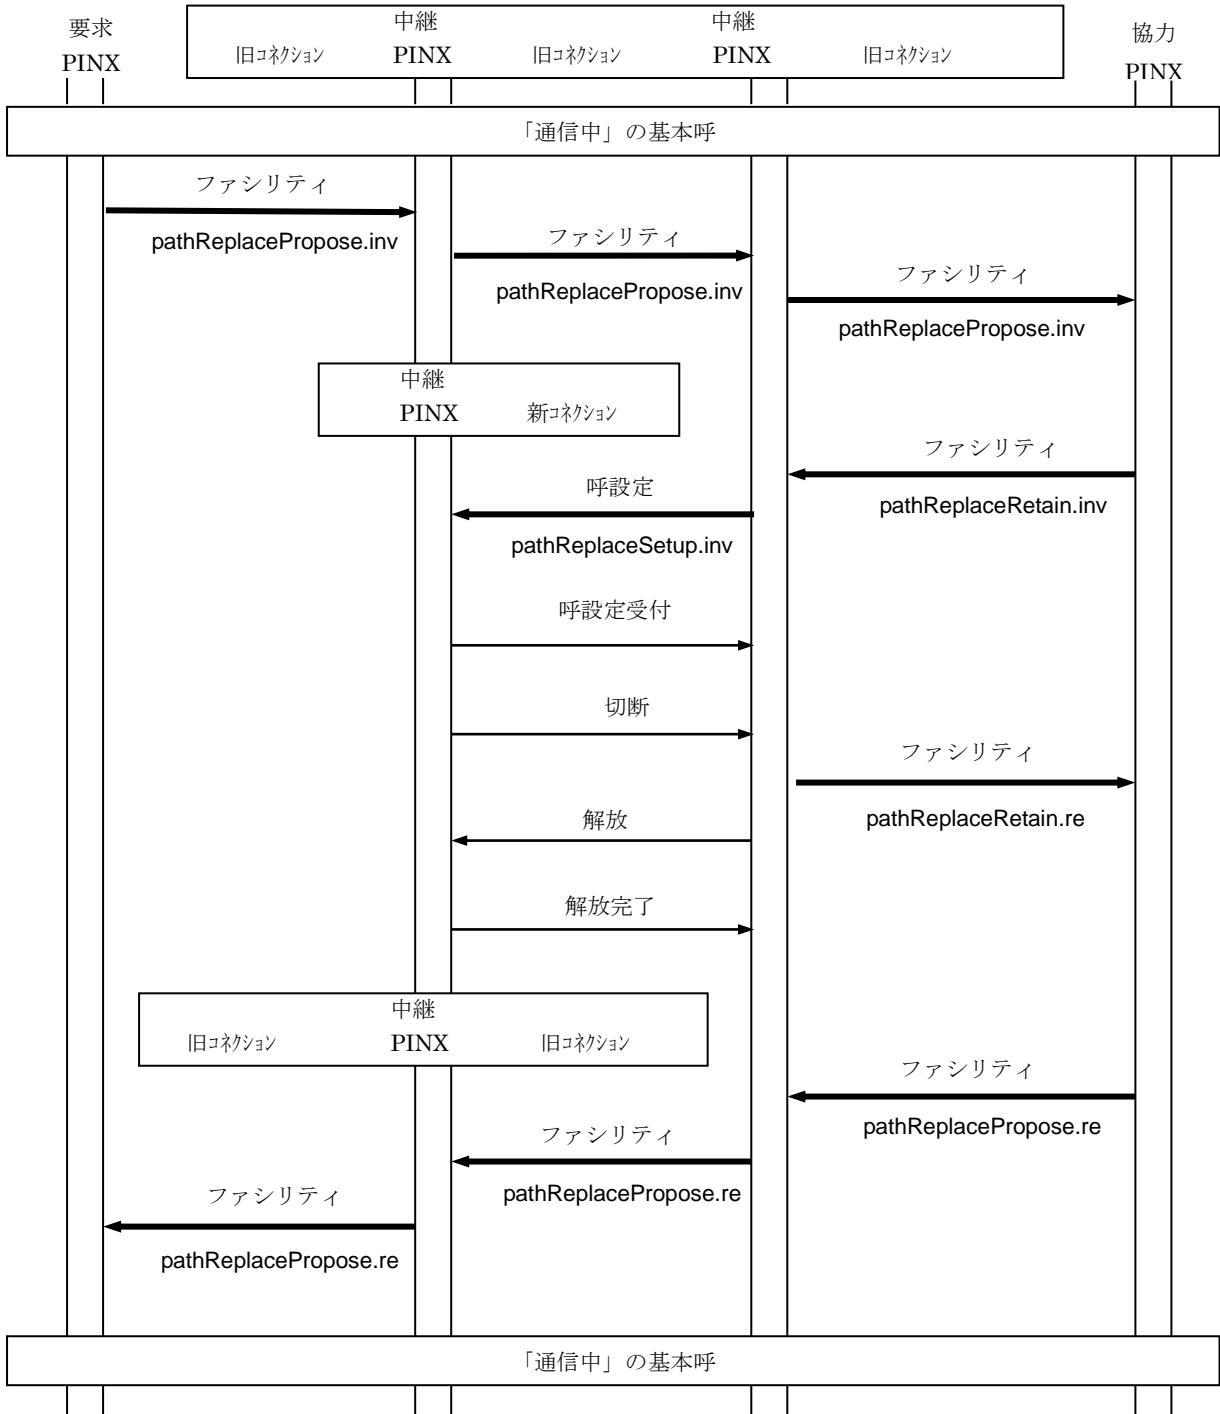 要求
PINX
中継
中継
旧ｺﾈｸｼｮﾝ
PINX
旧ｺﾈｸｼｮﾝ
PINX
旧ｺﾈｸｼｮﾝ
協力
PINX
「通信中」の基本呼
ファシリティ
pathReplacePropose.inv
ファシリティ
pathReplacePropose.inv
ファシリティ
pathReplacePropose.inv
中継
PINX
新ｺﾈｸｼｮﾝ
ファシリティ
pathReplaceRetain.inv
呼設定
pathReplaceSetup.inv
呼設定受付
切断
ファシリティ
pathReplaceRetain.re
解放
解放完了
中継
旧ｺﾈｸｼｮﾝ
PINX
旧ｺﾈｸｼｮﾝ
ファシリティ
pathReplacePropose.re
ファシリティ
pathReplacePropose.re
ファシリティ
pathReplacePropose.re
「通信中」の基本呼